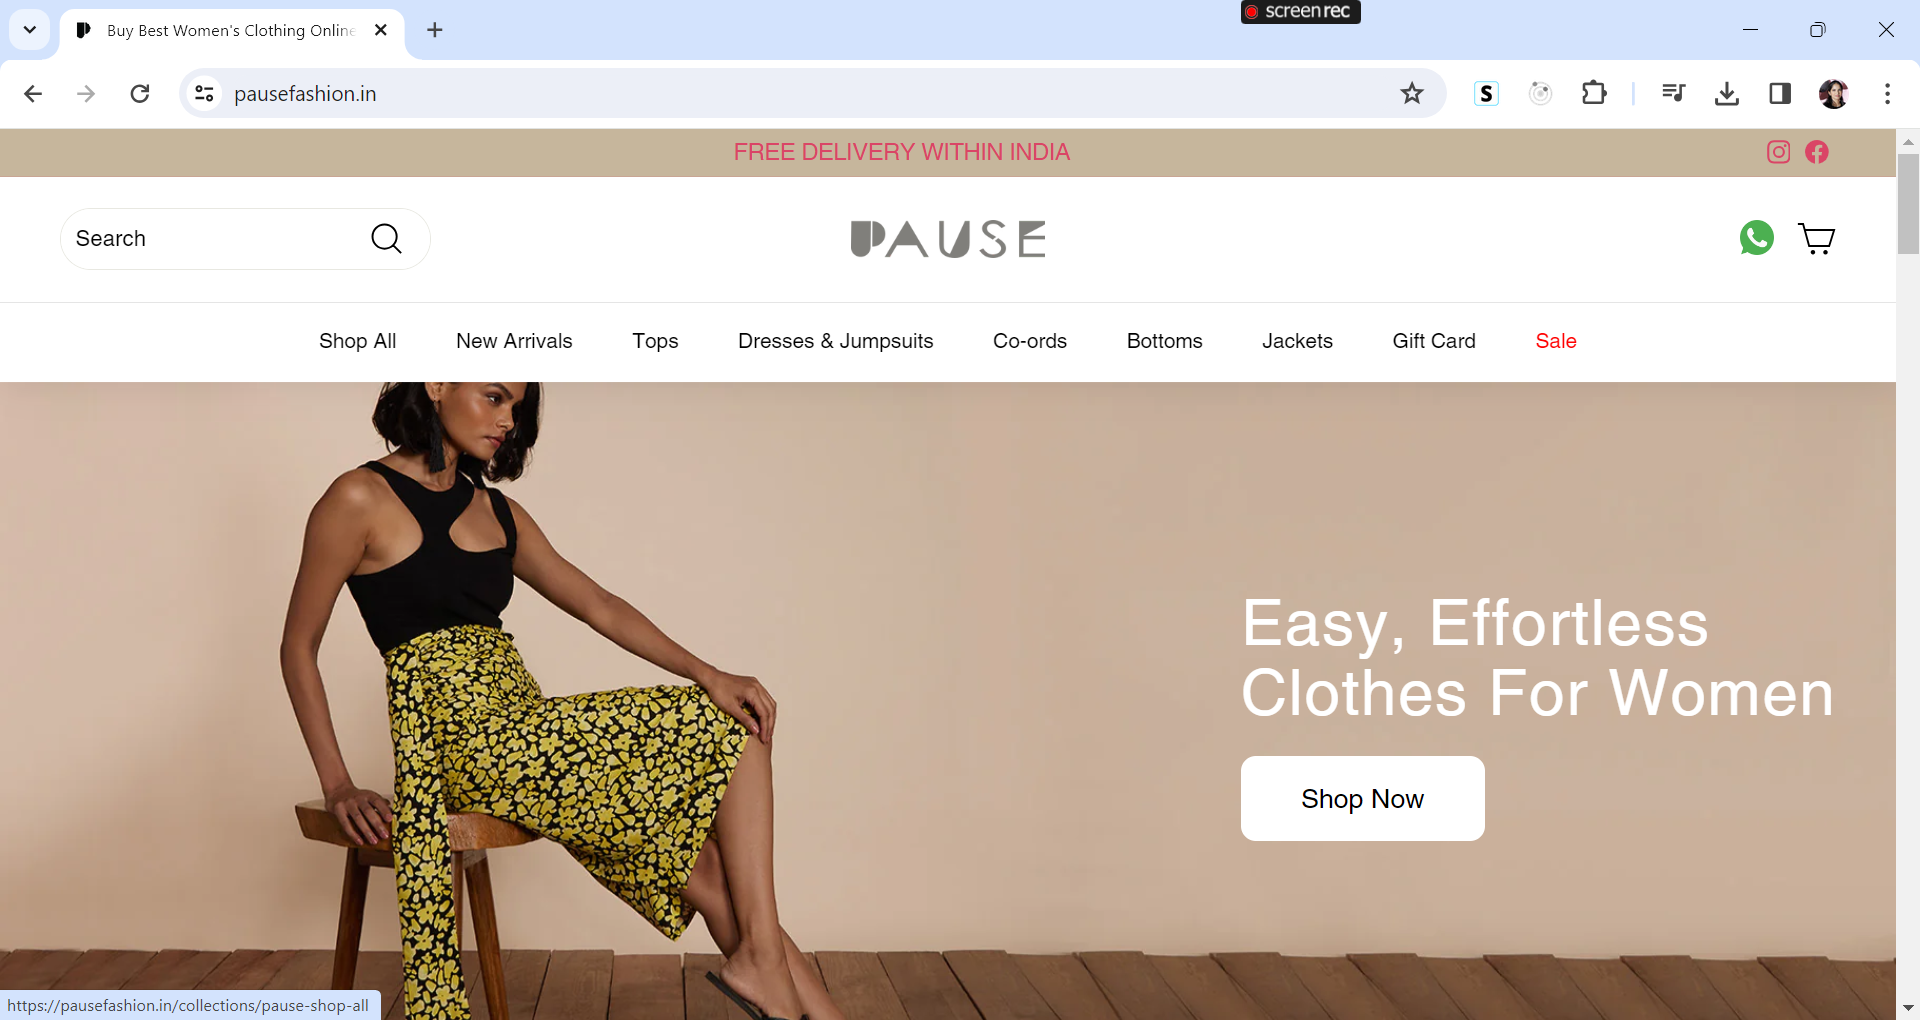 screenrec
Buy Best Women's Clothing Online
pausefashion.in
S
FREE DELIVERY WITHIN INDIA
Search
PAUSE
Shop All
New Arrivals
Tops
Dresses & Jumpsuits
Co-ords
Bottoms
Jackets
Gift Card
Sale
Easy, Effortless
Clothes For Women
Shop Now
https://pausefashion.in/collections/pause-shop-all